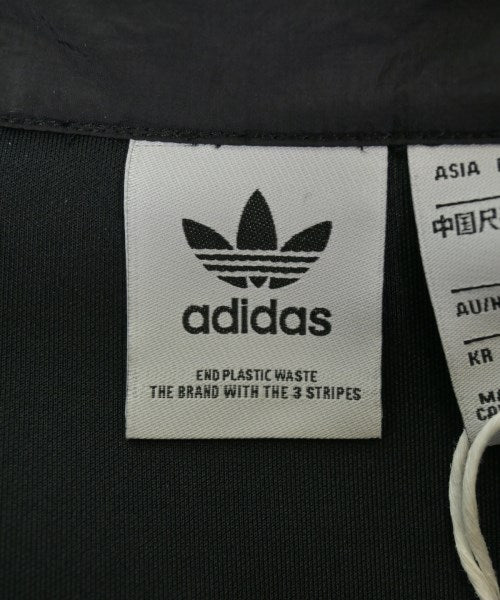 adidas
END PLASTIC WASTE
THE BRAND WITH THE 3 STRIPES
ASIA
中国尺
AU/N
KR